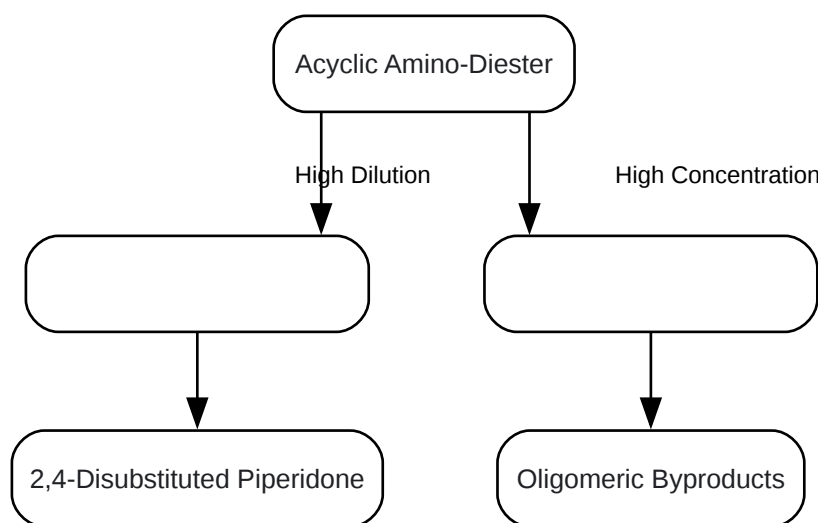 Acyclic Amino-Diester
High Dilution
High Concentration
2,4-Disubstituted Piperidone
Oligomeric Byproducts